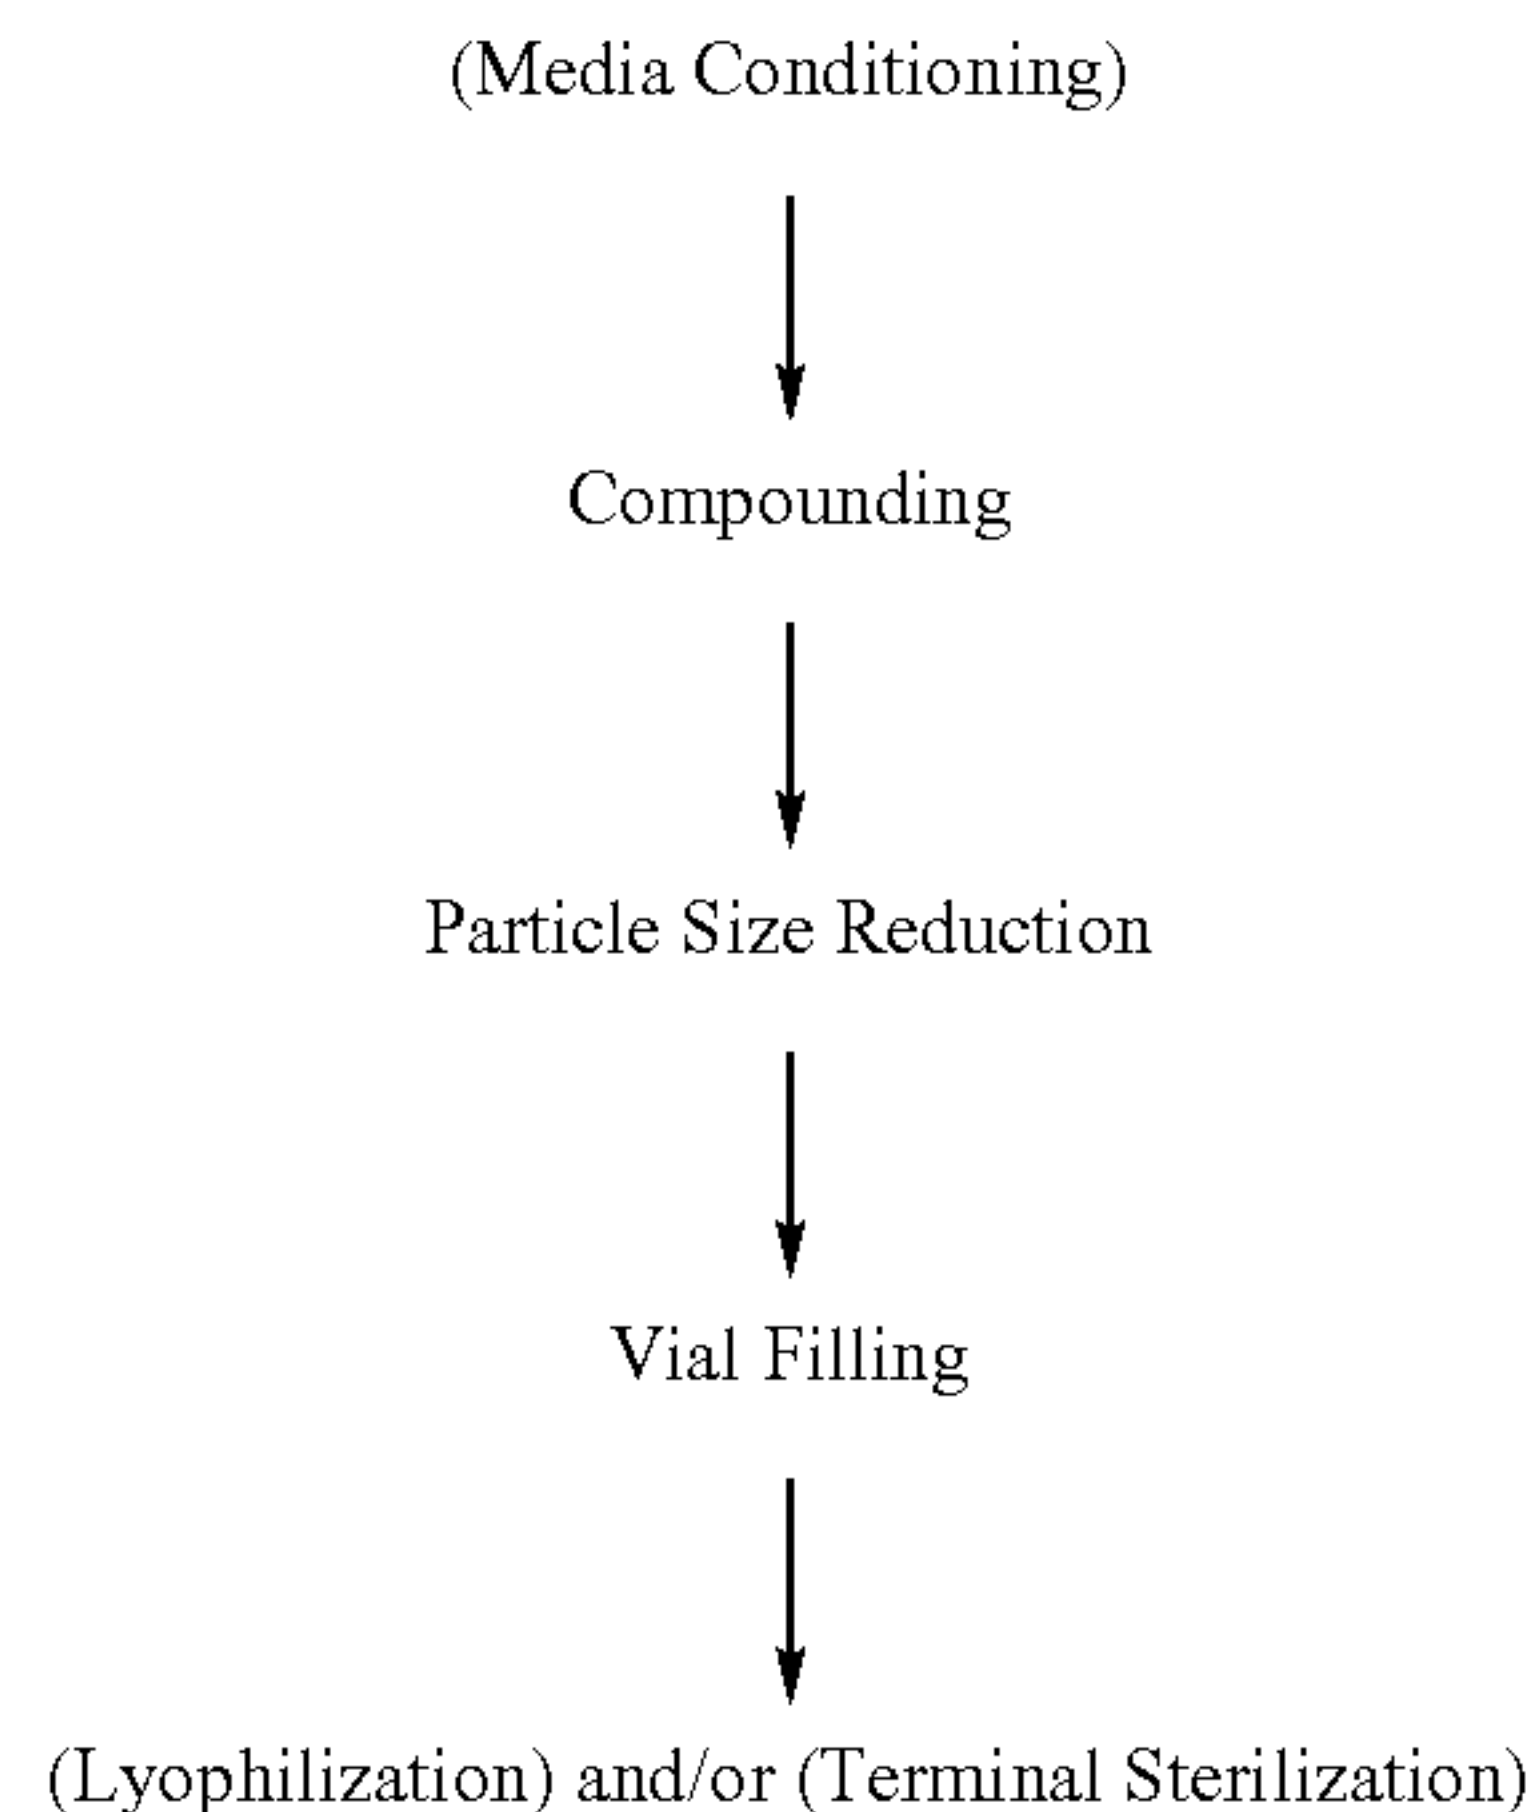 (Media Conditioning)
Compounding
Particle Size Reduction
Vial Filling
(Lyophilization) and/or (Terminal Sterilization)